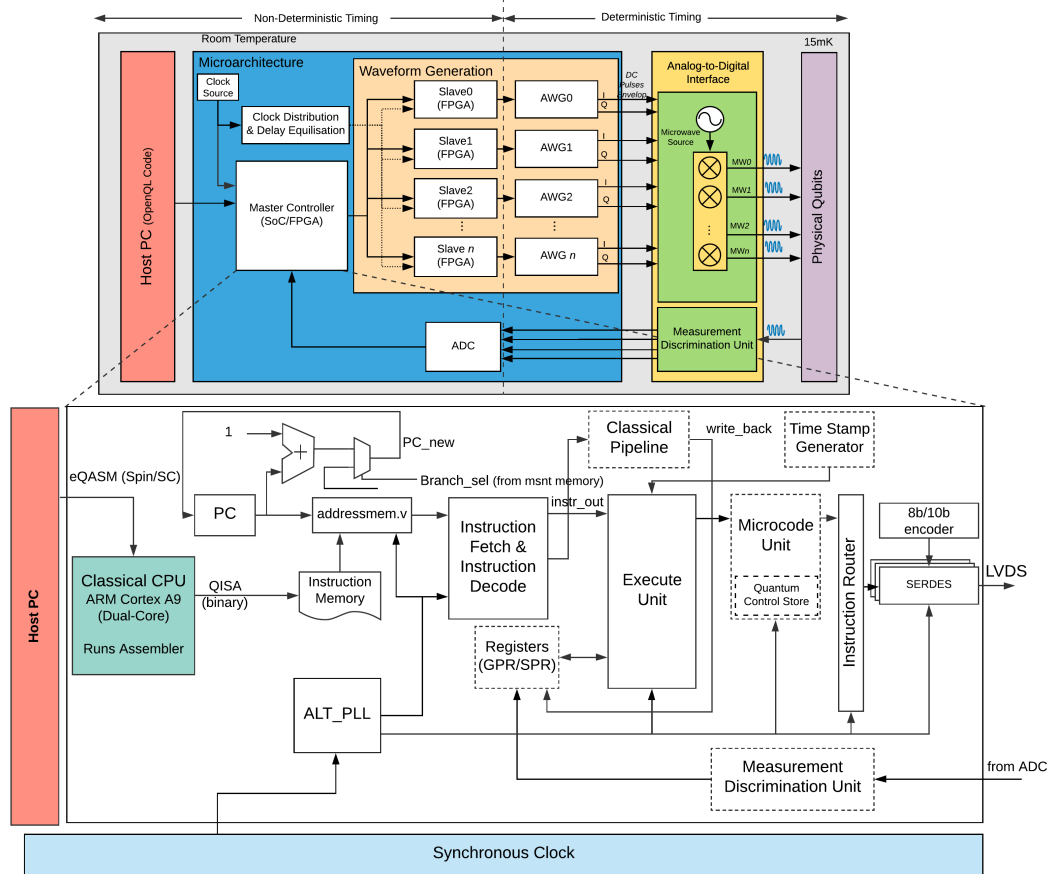 Non-Deterministic Timing
Deterministic Timing
Room Temperature
15mK
Host PC (OpenQL Code)
Microarchitecture
Clock
Source
Clock Distribution
& Delay Equilisation
Master Controller
(SoC/FPGA)
Waveform Generation
Slave0
(FPGA)
AWG0
Slave1
(FPGA)
AWG1
Slave2
(FPGA)
AWG2
...
...
Slave n
(FPGA)
AWG n
DC
Pulses
Envelop
I
Q
I
Q
I
Q
I
Q
ADC
Analog-to-Digital
Interface
Microwave
Source
MW0
MW1
MW2
...
MWn
Measurement
Discrimination Unit
Physical Qubits
Host PC
eQASM (Spin/SC)
1
+
PC_new
Branch_sel (from msnt memory)
PC
addressmem.v
Classical CPU
ARM Cortex A9
(Dual-Core)
Runs Assembler
QISA
(binary)
Instruction
Memory
Instruction
Fetch &
Instruction
Decode
instr_out
Classical
Pipeline
write_back
Time Stamp
Generator
Execute
Unit
Registers
(GPR/SPR)
Microcode
Unit
Quantum
Control Store
Instruction Router
8b/10b
encoder
SERDES
LVDS
ALT_PLL
Measurement
Discrimination Unit
from ADC
Synchronous Clock